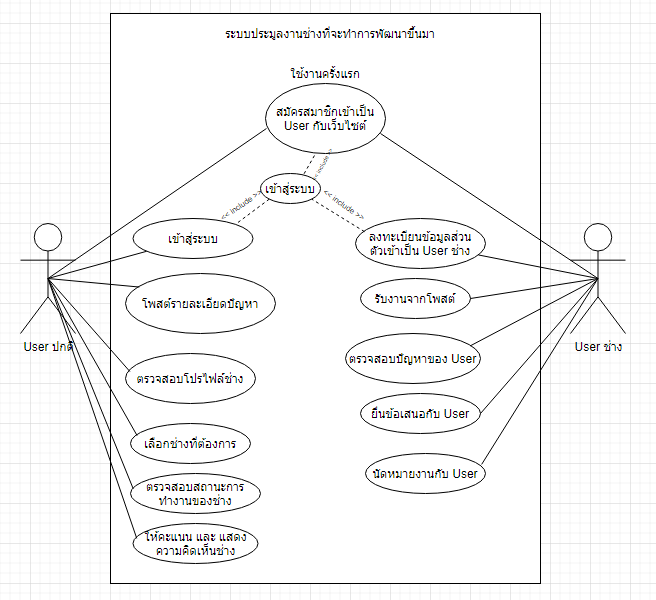 ระบบประมูลงานช่างที่จะทำการพัฒนาขึ้นมา
ใช้งานครั้งแรก
สมัครสมาชิกเข้าเป็น
User กับเว็บไซต์
<< include >>
เข้าสู่ระบบ
<< include >>
<< include >>
เข้าสู่ระบบ
ลงทะเบียนข้อมูลส่วน
ตัวเข้าเป็น User ช่าง
โพสต์รายละเอียดปัญหา
รับงานจากโพสต์
User ปกติ
User ช่าง
ตรวจสอบปัญหาของ User
ตรวจสอบโปรไฟล์ช่าง
ยื่นข้อเสนอกับ User
เลือกช่างที่ต้องการ
นัดหมายงานกับ User
ตรวจสอบสถานะการ
ทำงานของช่าง
ให้คะแนน และ แสดง
ความคิดเห็นช่าง